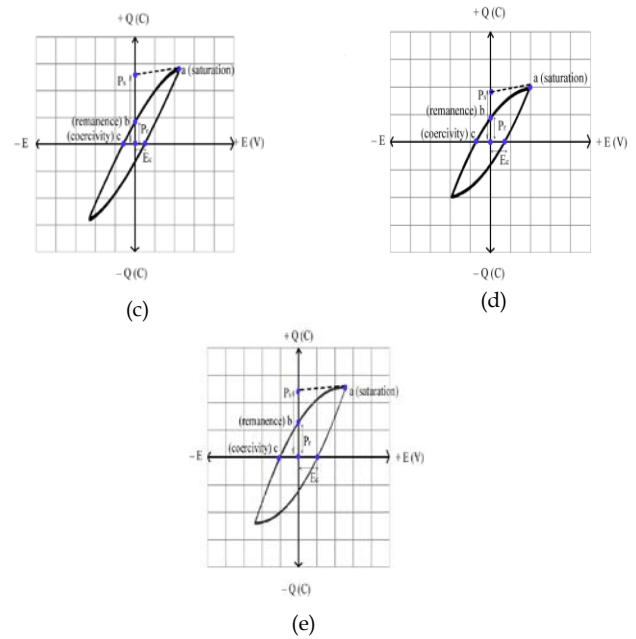 + Q (C)
Ps
a (saturation)
(remanence) b
Pr
(coercivity) c
– E
+ E (V)
Ec
– Q (C)
(c)
+ Q (C)
a (saturation)
Ps
(remanence) b
Pr
(coercivity) c
– E
+ E (V)
Ec
– Q (C)
(d)
+ Q (C)
Ps
a (saturation)
(remanence) b
Pr
(coercivity) c
– E
+ E (V)
Ec
– Q (C)
(e)